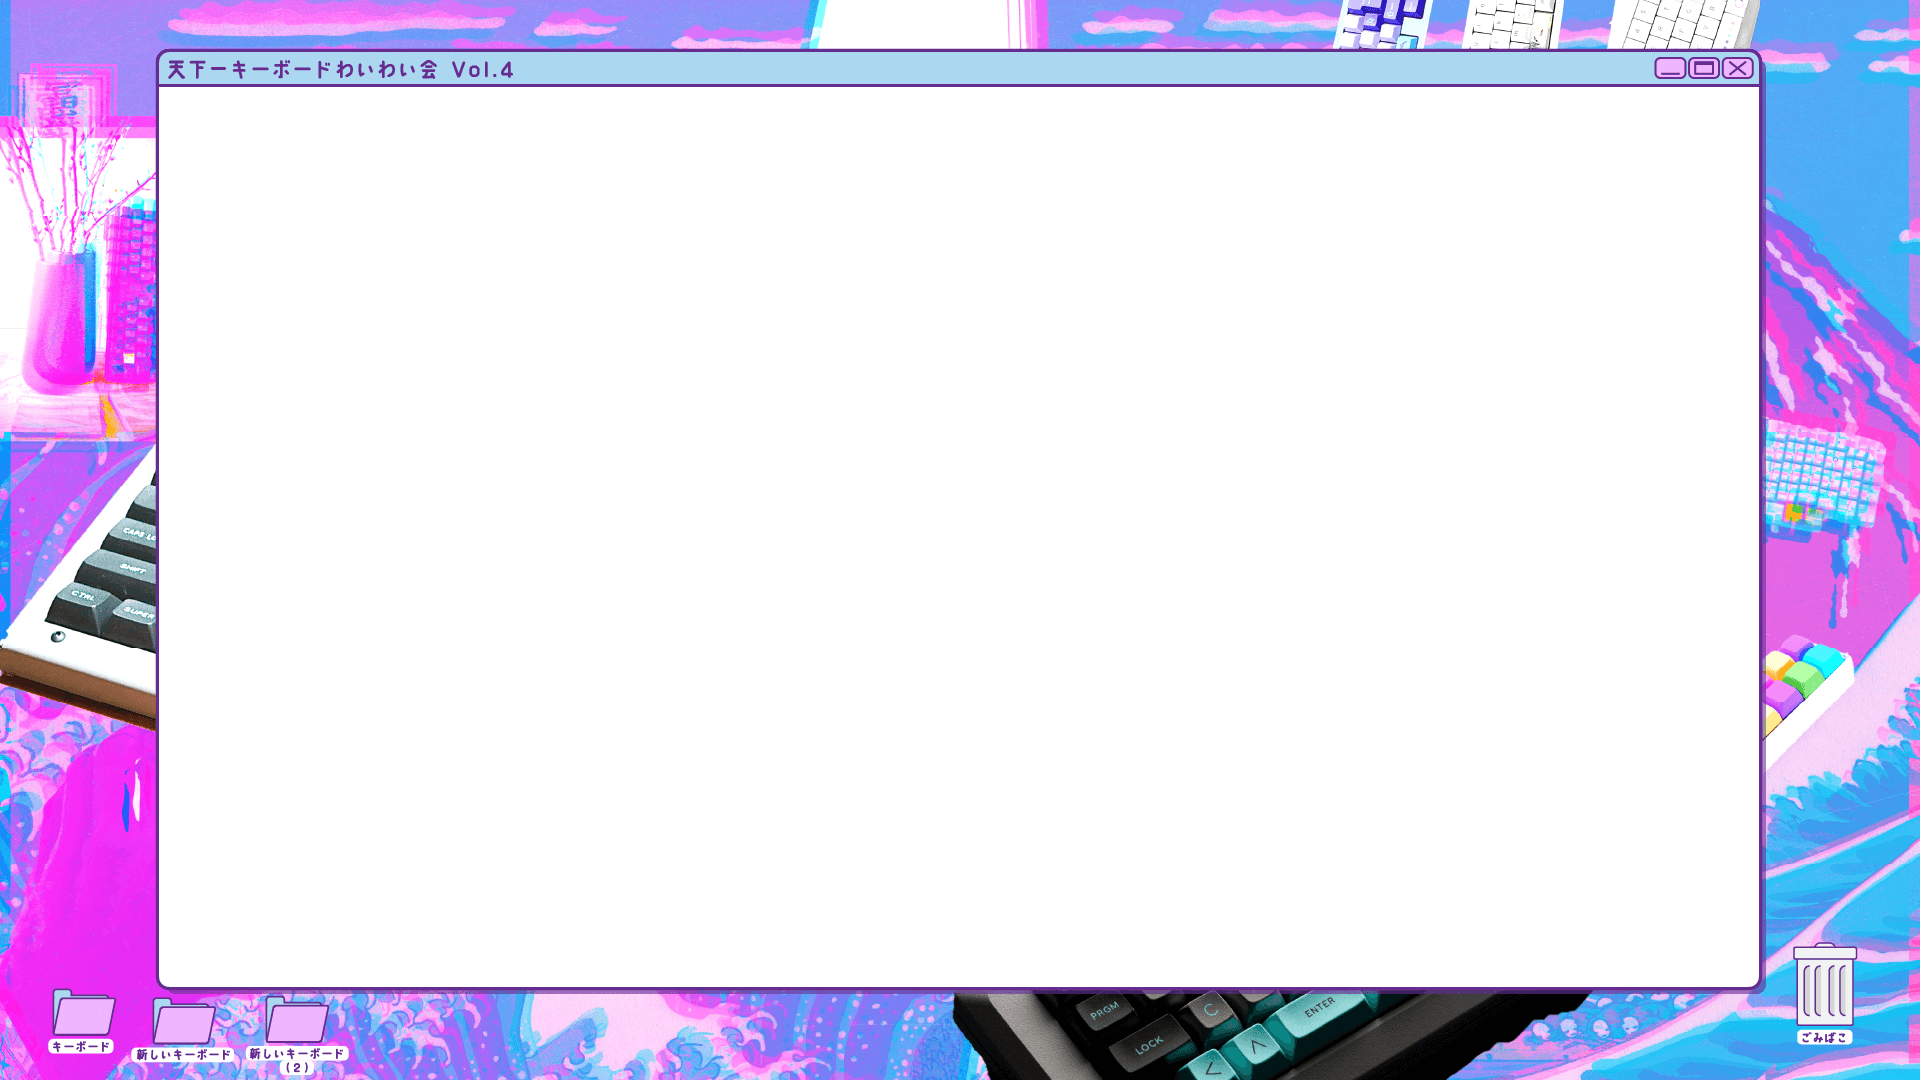 天下一キーボードわいわい会 Vol.4
CAPS LO
SHIFT
CTRL
SUPER
PRGM
C
ENTER
LOCK
キーボード
新しいキーボード
新しいキーボード
(2)
ごみばこ